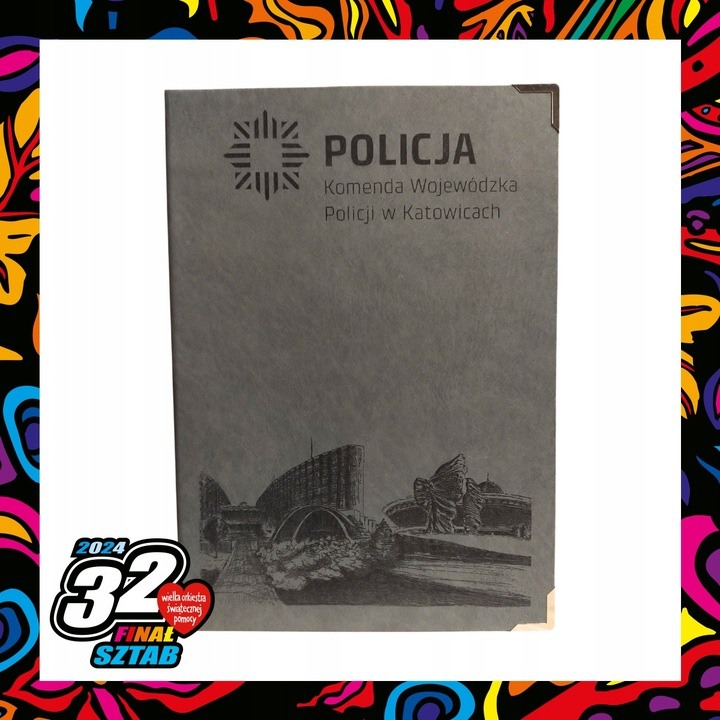 POLICJA
Komenda Wojewódzka
Policji w Katowicach
2024
32
wielka orkiestra
świątecznej
pomocy
FINAŁ
SZTAB